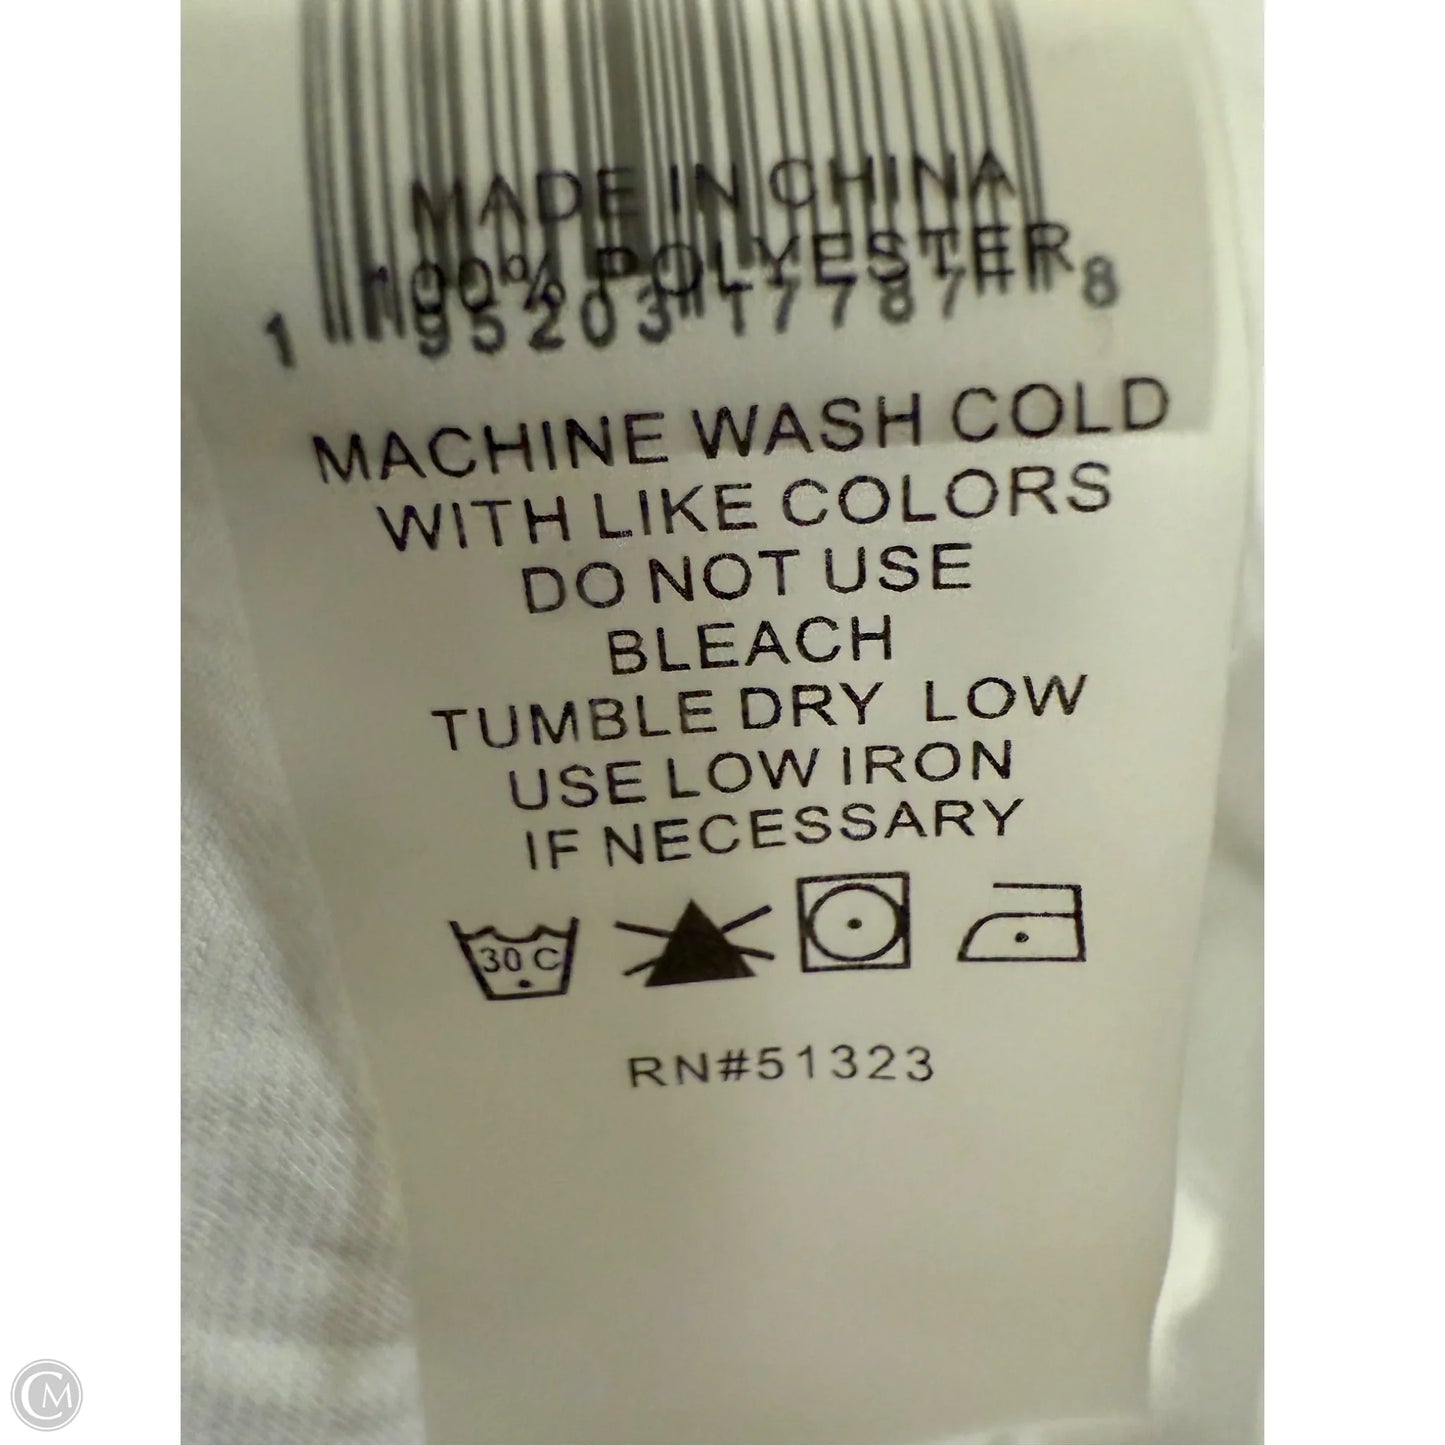 MADE IN CHINA
100% POLYESTER
1 95203 17787 8
MACHINE WASH COLD
WITH LIKE COLORS
DO NOT USE
BLEACH
TUMBLE DRY LOW
USE LOW IRON
IF NECESSARY
30 C
RN#51323
CM